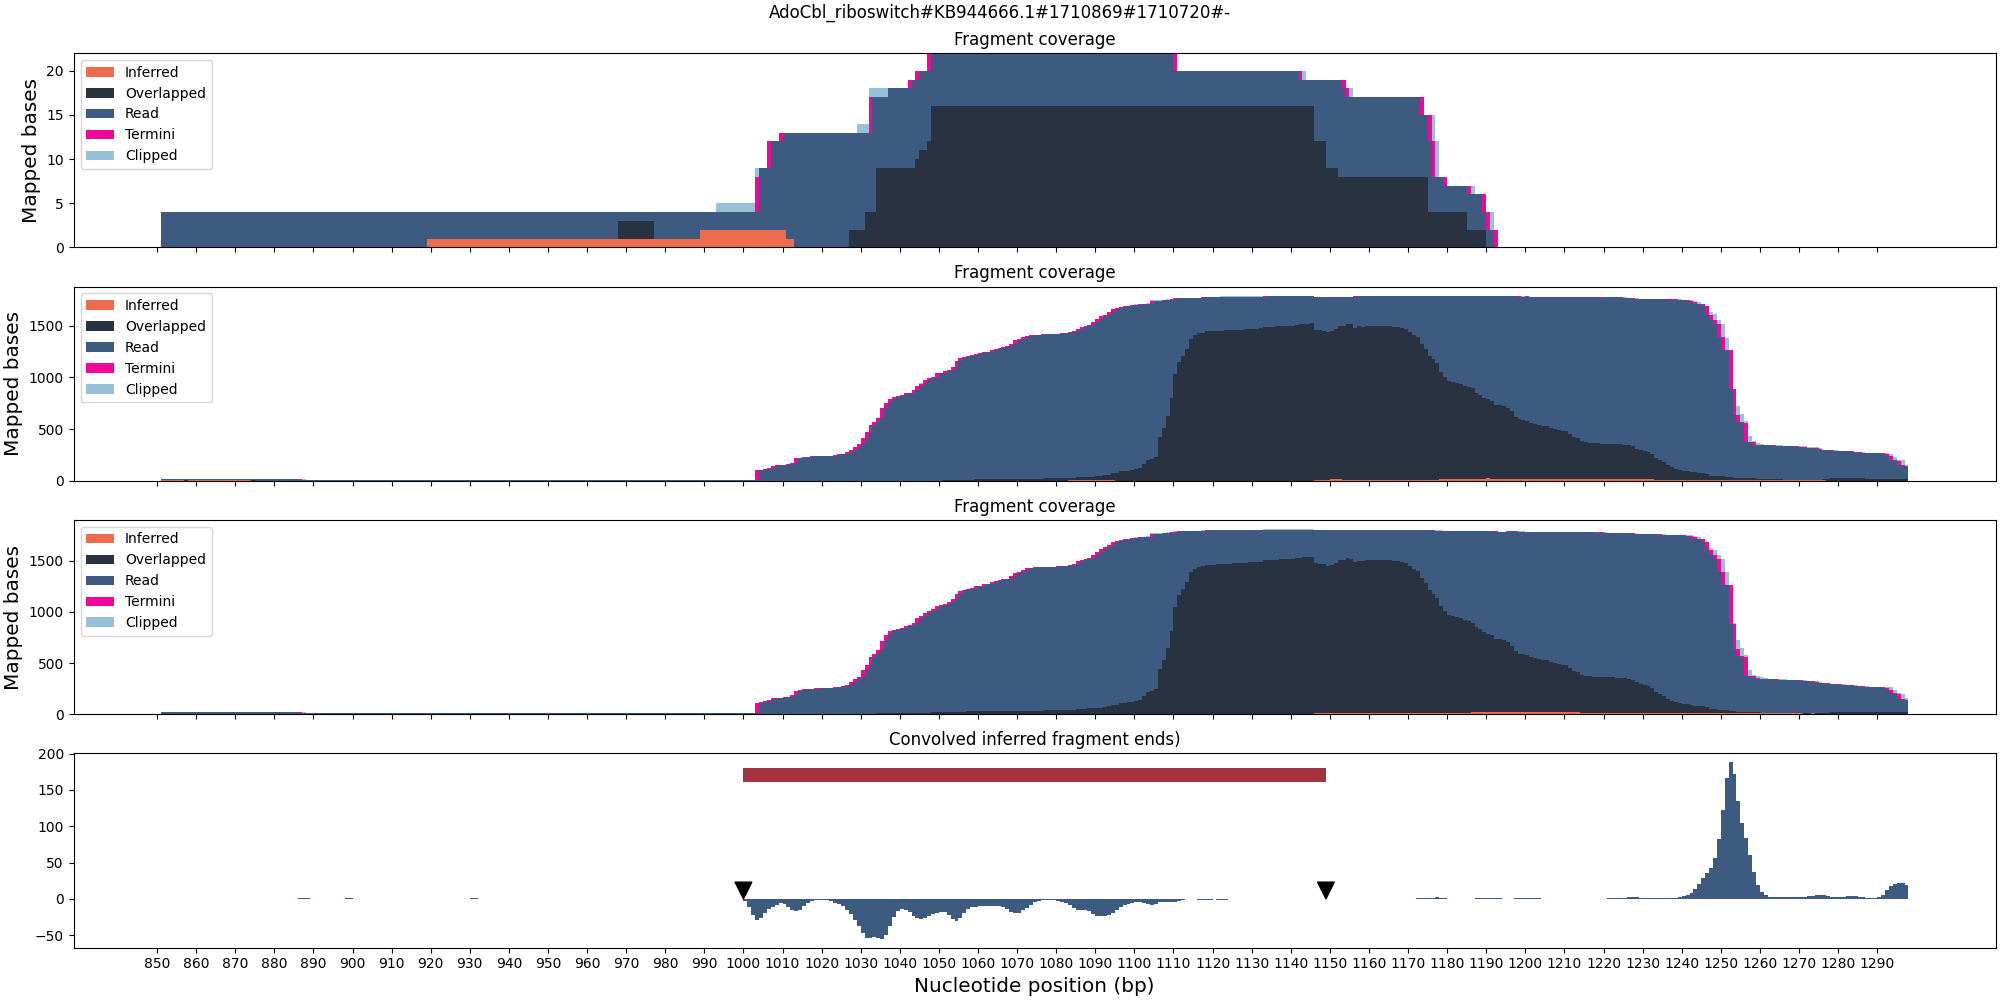 AdoCbl_riboswitch#KB944666.1#1710869#1710720#-
Fragment coverage
Mapped bases
20
15
10
5
0
Inferred
Overlapped
Read
Termini
Clipped
Fragment coverage
Mapped bases
1500
1000
500
0
Inferred
Overlapped
Read
Termini
Clipped
Fragment coverage
Mapped bases
1500
1000
500
0
Inferred
Overlapped
Read
Termini
Clipped
Convolved inferred fragment ends)
200
150
100
50
0
−50
850 860 870 880 890 900 910 920 930 940 950 960 970 980 990 1000 1010 1020 1030 1040 1050 1060 1070 1080 1090 1100 1110 1120 1130 1140 1150 1160 1170 1180 1190 1200 1210 1220 1230 1240 1250 1260 1270 1280 1290
Nucleotide position (bp)